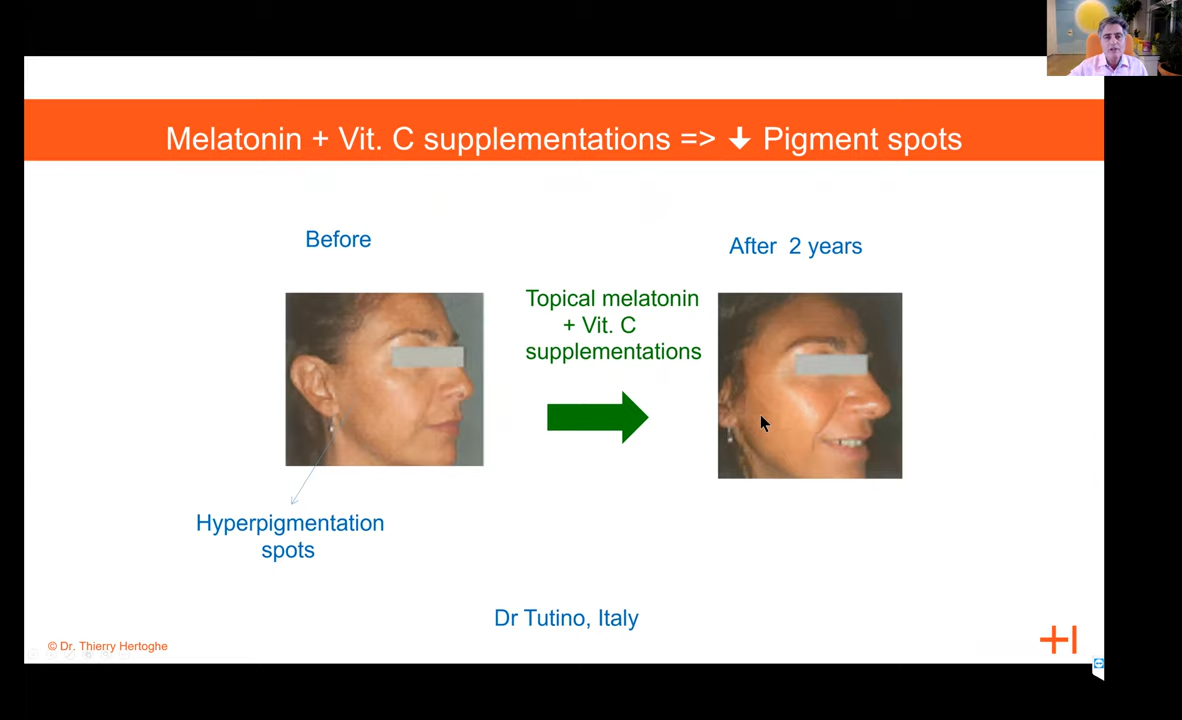 Melatonin + Vit. C supplementations => ↓ Pigment spots
Before
After 2 years
Topical melatonin
+ Vit. C
supplementations
Hyperpigmentation
spots
Dr Tutino, Italy
© Dr. Thierry Hertoghe